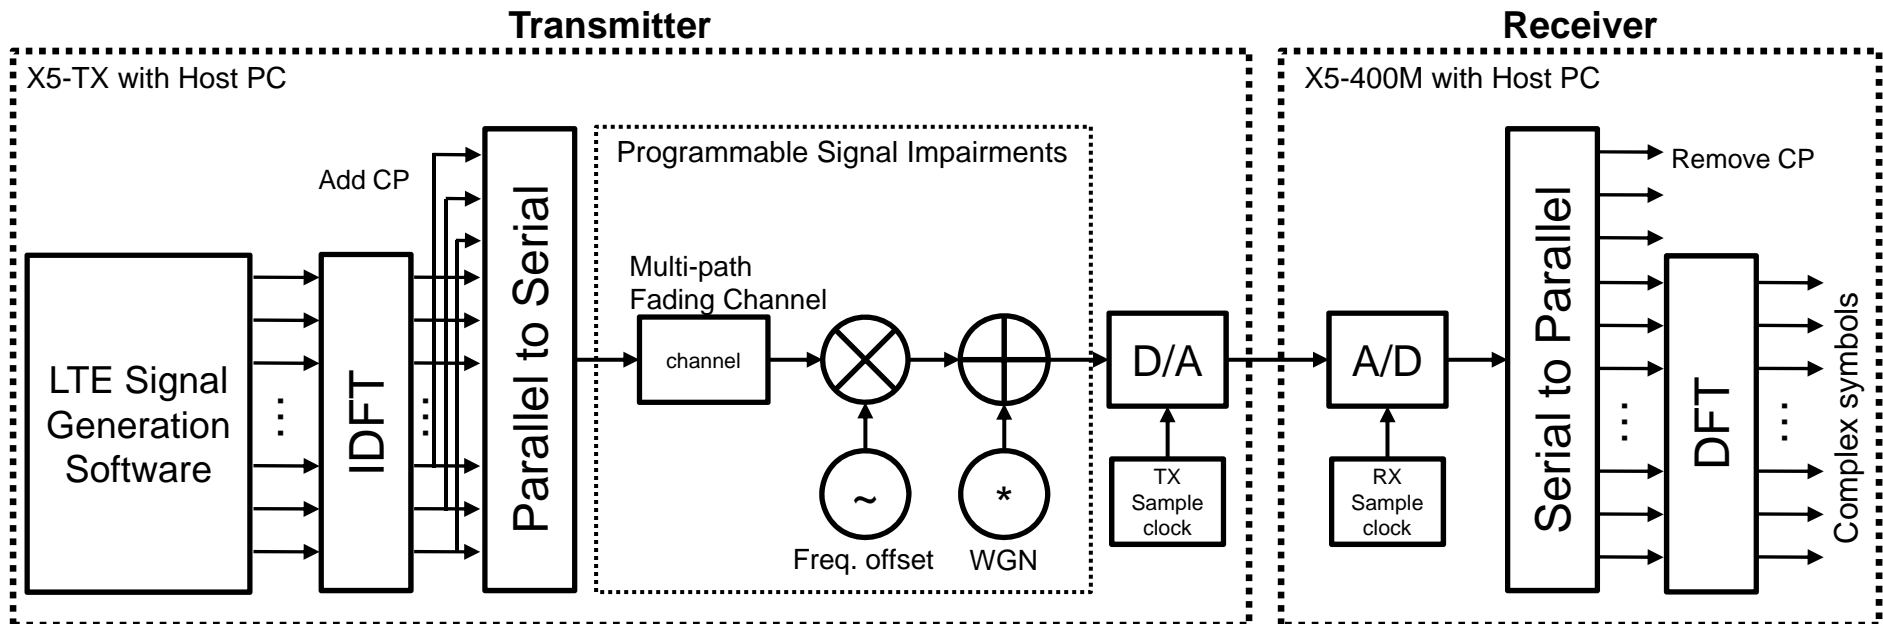 Transmitter
Receiver
X5-TX with Host PC
X5-400M with Host PC
Add CP
Programmable Signal Impairments
Remove CP
LTE Signal
Generation
Software
...
IDFT
...
Parallel to Serial
Multi-path
Fading Channel
channel
~
Freq. offset
*
WGN
D/A
TX
Sample
clock
A/D
RX
Sample
clock
Serial to Parallel
...
DFT
...
Complex symbols